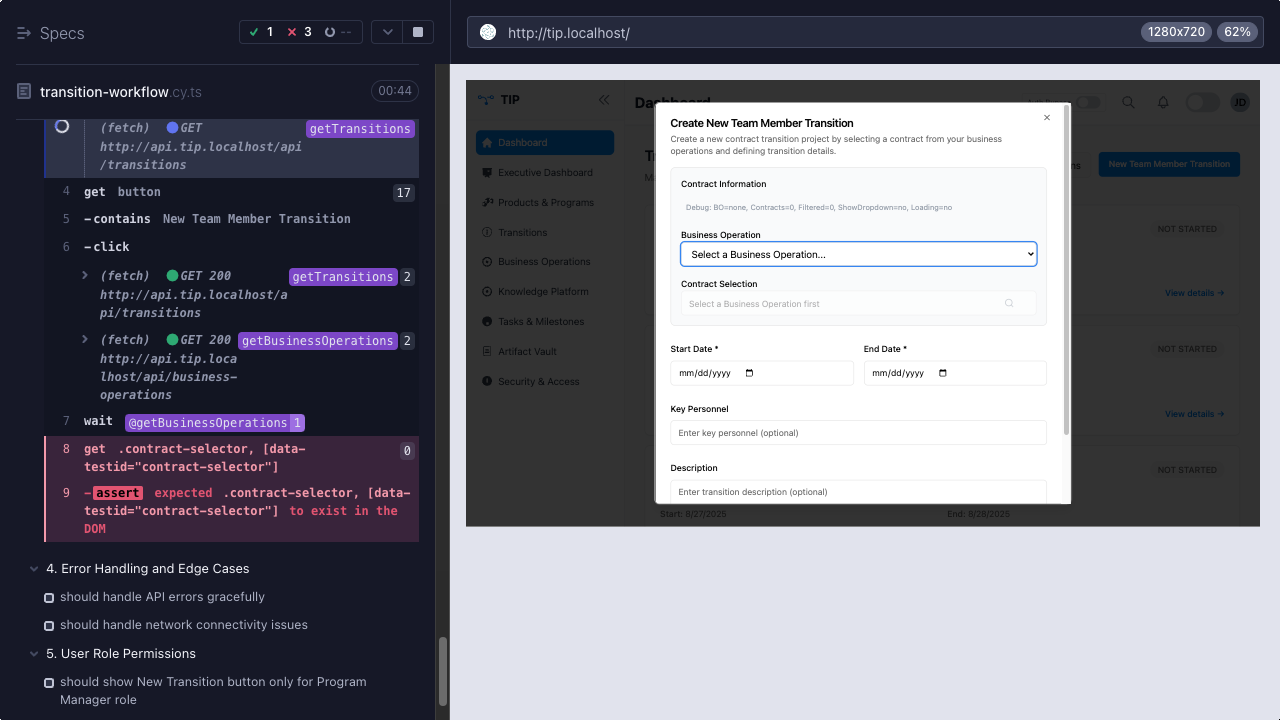 Specs
1
3
--
transition-workflow.cy.ts
00:44
(fetch) GET getTransitions
http://api.tip.localhost/api
/transitions
4 get button 17
5 -contains New Team Member Transition
6 -click
(fetch) GET 200 getTransitions 2
http://api.tip.localhost/a
pi/transitions
(fetch) GET 200 getBusinessOperations 2
http://api.tip.loca
lhost/api/business-
operations
7 wait @getBusinessOperations 1
8 get .contract-selector, [data- 0
testid="contract-selector"]
9 -assert expected .contract-selector, [data-
testid="contract-selector"] to exist in the
DOM
4. Error Handling and Edge Cases
should handle API errors gracefully
should handle network connectivity issues
5. User Role Permissions
should show New Transition button only for Program
Manager role
http://tip.localhost/
1280x720
62%
TIP
Dashboard
JD
Dashboard
Executive Dashboard
Products & Programs
Transitions
Business Operations
Knowledge Platform
Tasks & Milestones
Artifact Vault
Security & Access
New Team Member Transition
NOT STARTED
View details →
NOT STARTED
View details →
NOT STARTED
Create New Team Member Transition
×
Create a new contract transition project by selecting a contract from your business
operations and defining transition details.
Contract Information
Debug: BO=none, Contracts=0, Filtered=0, ShowDropdown=no, Loading=no
Business Operation
Select a Business Operation...
Contract Selection
Select a Business Operation first
Start Date *
End Date *
mm/dd/yyyy
mm/dd/yyyy
Key Personnel
Enter key personnel (optional)
Description
Enter transition description (optional)
Start: 8/27/2025
End: 8/28/2025